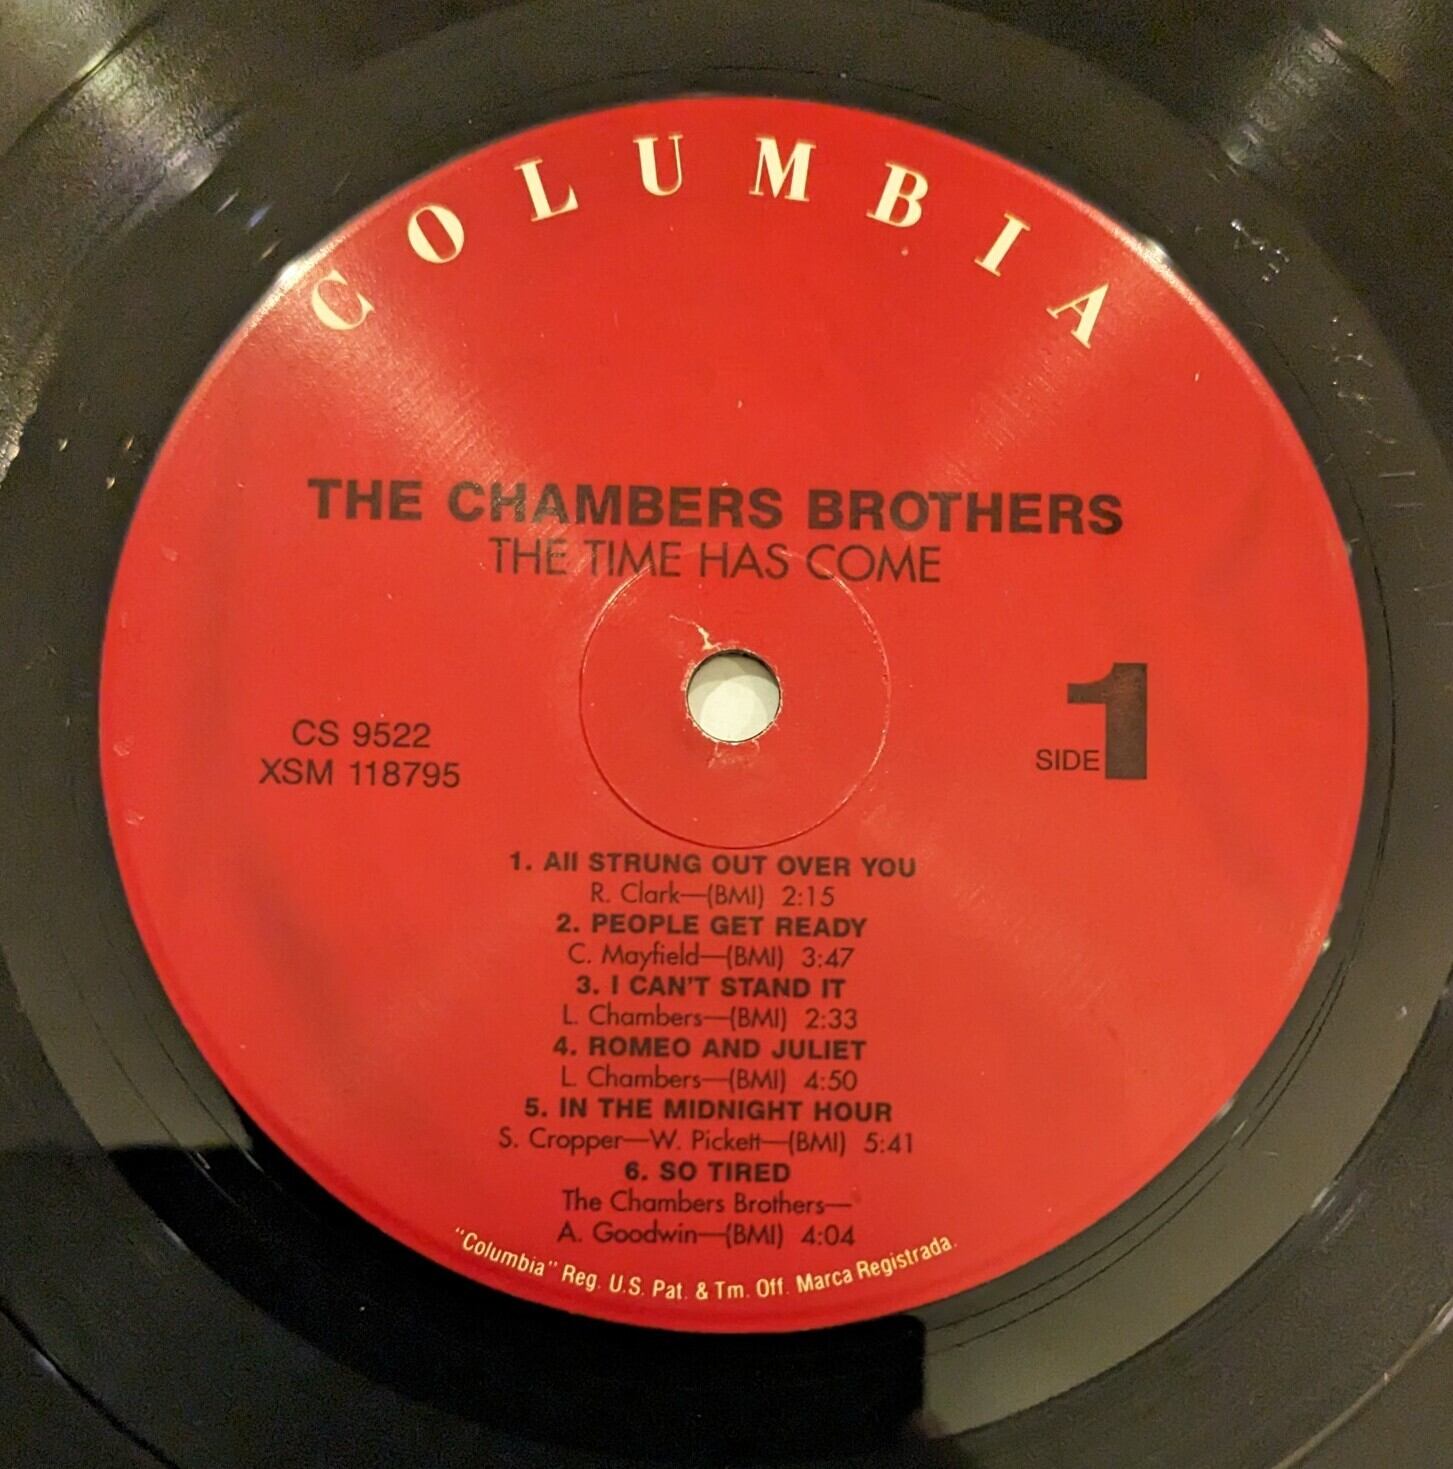 COLUMBIA
THE CHAMBERS BROTHERS
THE TIME HAS COME
CS 9522
XSM 118795
SIDE 1
1. All STRUNG OUT OVER YOU
R. Clark—(BMI) 2:15
2. PEOPLE GET READY
C. Mayfield—(BMI) 3:47
3. I CAN'T STAND IT
L. Chambers—(BMI) 2:33
4. ROMEO AND JULIET
L. Chambers—(BMI) 4:50
5. IN THE MIDNIGHT HOUR
S. Cropper—W. Pickett—(BMI) 5:41
6. SO TIRED
The Chambers Brothers—
A. Goodwin—(BMI) 4:04
"Columbia" Reg. U.S. Pat. & Tm. Off. Marca Registrada.